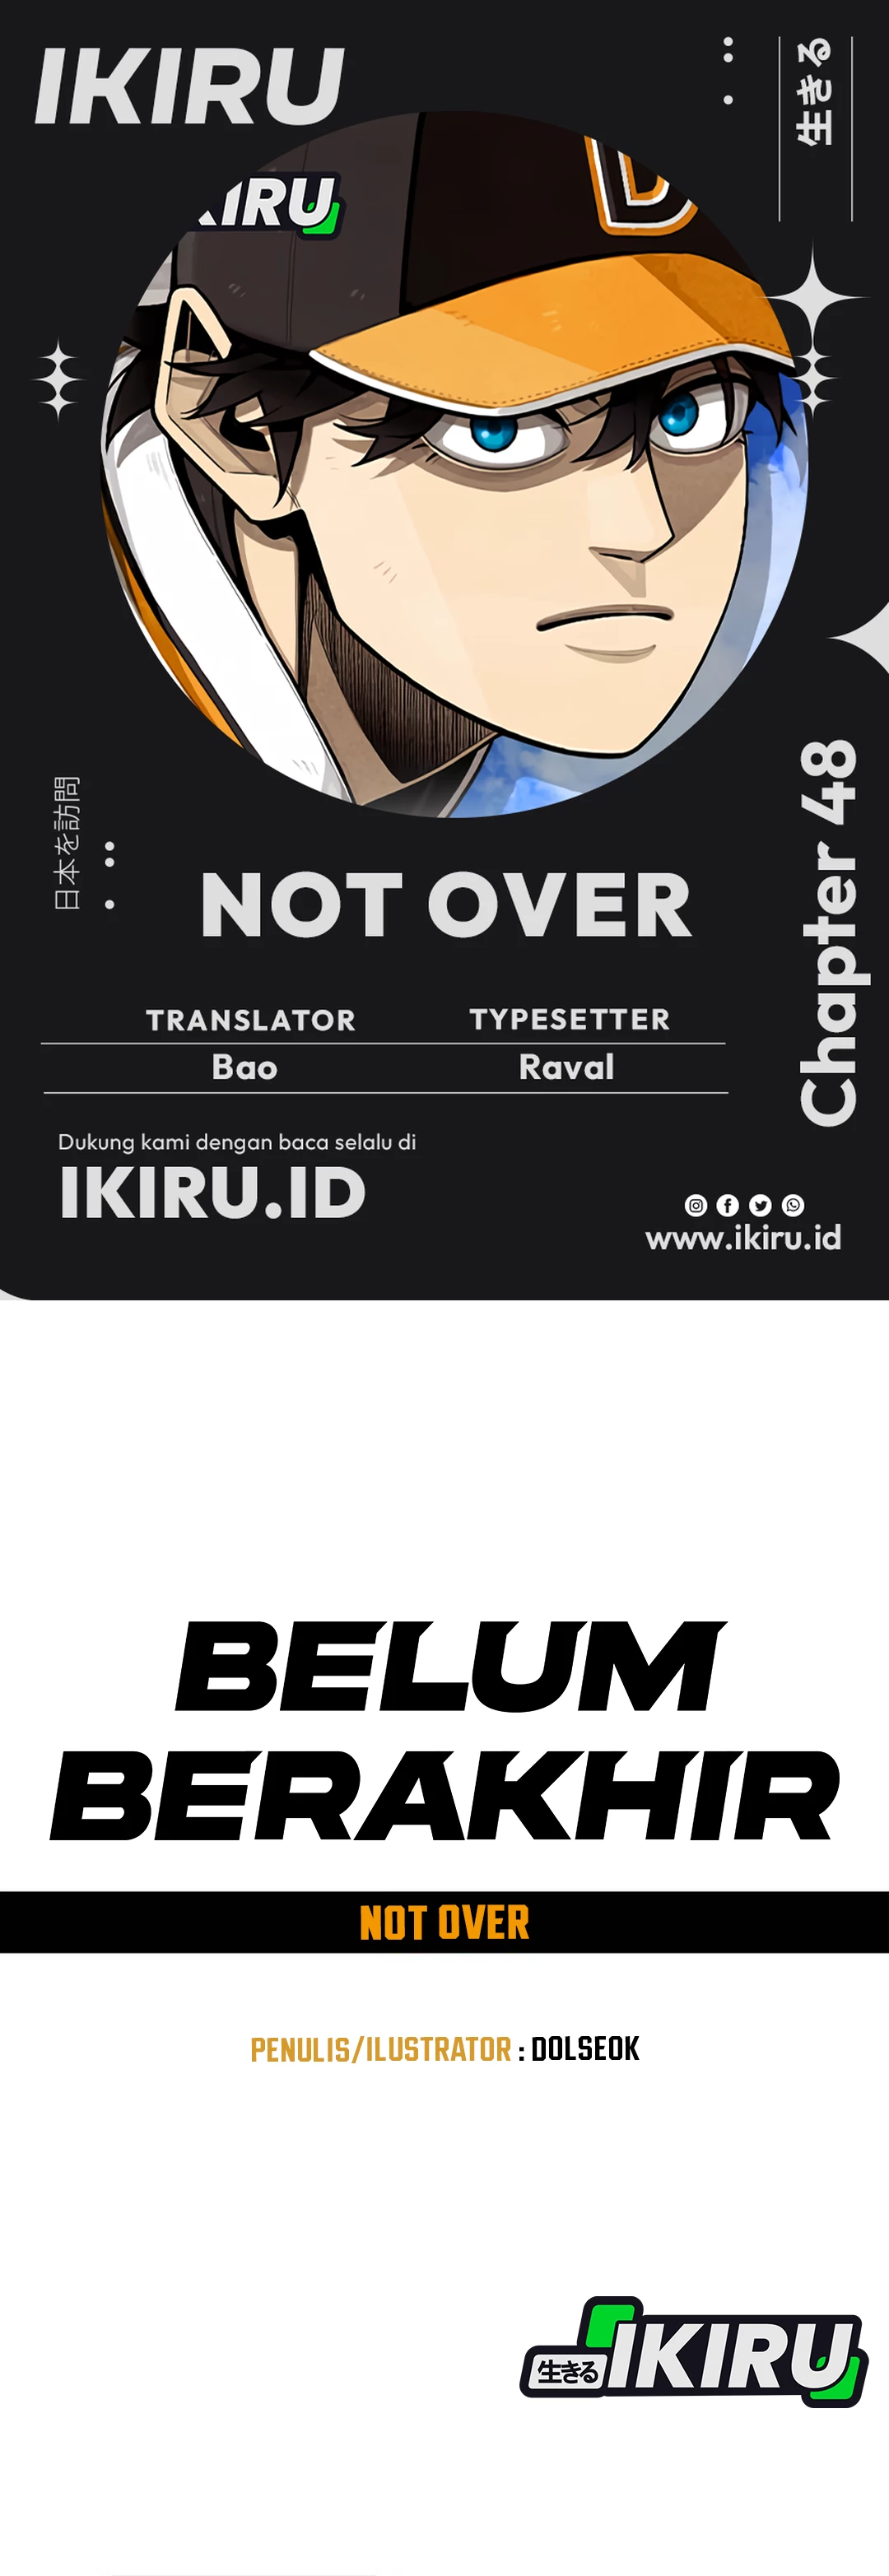 IKIRU
生きる
IKIRU
D
日本を訪問
NOT OVER
Chapter 48
TRANSLATOR
TYPESETTER
Bao
Raval
Dukung kami dengan baca selalu di
IKIRU.ID
www.ikiru.id
BELUM
BERAKHIR
NOT OVER
PENULIS/ILUSTRATOR : DOLSEOK
生きる IKIRU